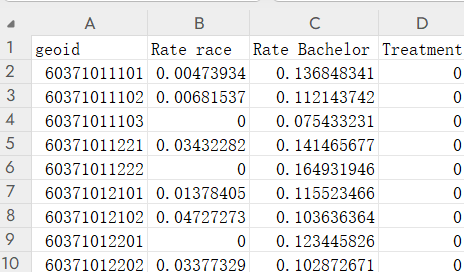 A B C D
1 geoid Rate race Rate Bachelor Treatment
2 60371011101 0.00473934 0.136848341 0
3 60371011102 0.00681537 0.112143742 0
4 60371011103 0 0.075433231 0
5 60371011221 0.03432282 0.141465677 0
6 60371011222 0 0.164931946 0
7 60371012101 0.01378405 0.115523466 0
8 60371012102 0.04727273 0.103636364 0
9 60371012201 0 0.123445826 0
10 60371012202 0.03377329 0.102872671 0